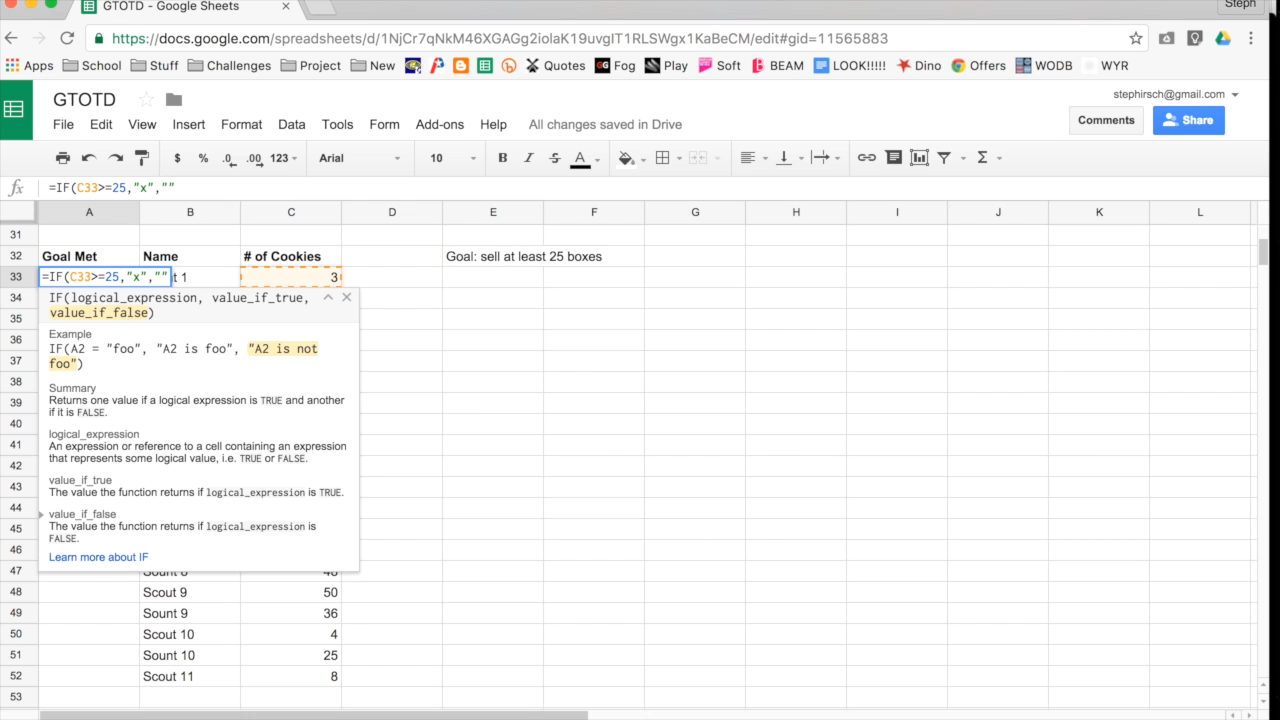 GTOTD - Google Sheets
Steph
https://docs.google.com/spreadsheets/d/1NjCr7qNkM46XGAGg2iolaK19uvgIT1RLSWgx1KaBeCM/edit#gid=11565883
Apps School Stuff Challenges Project New Quotes Fog Play Soft BEAM LOOK!!!!! Dino Offers WODB WYR
GTOTD
stephirsch@gmail.com
File Edit View Insert Format Data Tools Form Add-ons Help All changes saved in Drive
Comments Share
$ % .0 .00 123 Arial 10 B I S A Σ
fx =IF(C33>=25,"x",""
A B C D E F G H I J K L
31
32 Goal Met Name # of Cookies Goal: sell at least 25 boxes
33 =IF(C33>=25,"x","" t 1 3
34 IF(logical_expression, value_if_true,
value_if_false)
35
Example
36 IF(A2 = "foo", "A2 is foo", "A2 is not
37 foo")
38 Summary
39 Returns one value if a logical expression is TRUE and another
if it is FALSE.
40 logical_expression
41 An expression or reference to a cell containing an expression
42 that represents some logical value, i.e. TRUE or FALSE.
43 value_if_true
The value the function returns if logical_expression is TRUE.
44 value_if_false
45 The value the function returns if logical_expression is
FALSE.
46 Learn more about IF
47
48 Scout 9 50
49 Sount 9 36
50 Scout 10 4
51 Sount 10 25
52 Scout 11 8
53